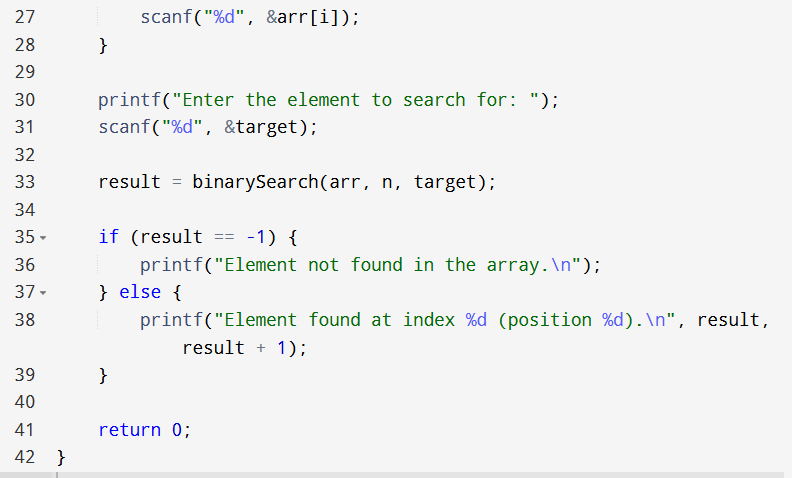 27 scanf("%d", &arr[i]);
28 }
29
30 printf("Enter the element to search for: ");
31 scanf("%d", &target);
32
33 result = binarySearch(arr, n, target);
34
35 if (result == -1) {
36 printf("Element not found in the array.\n");
37 } else {
38 printf("Element found at index %d (position %d).\n", result,
result + 1);
39 }
40
41 return 0;
42 }